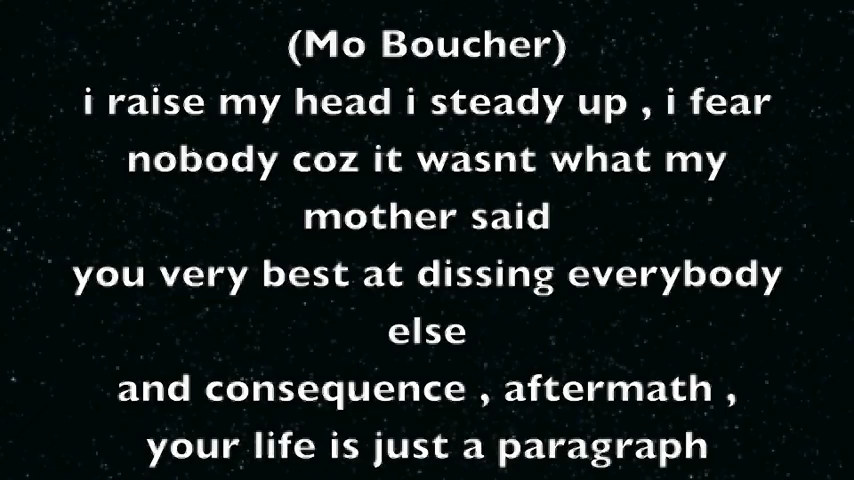 (Mo Boucher)
i raise my head i steady up , i fear
nobody coz it wasnt what my
mother said
you very best at dissing everybody
else
and consequence , aftermath ,
your life is just a paragraph